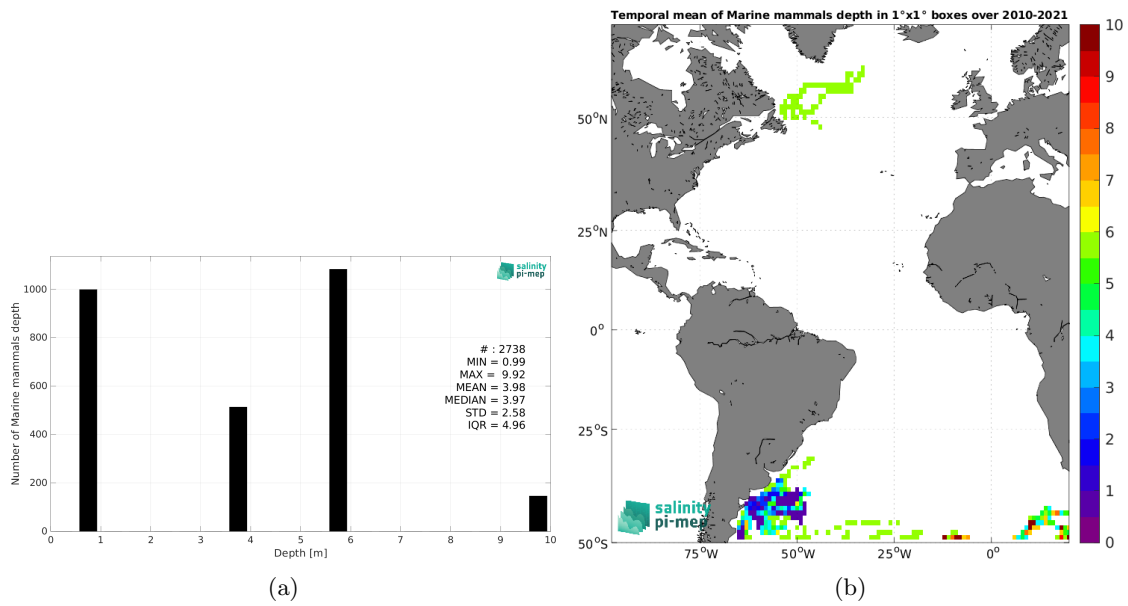 salinity
pi-mep
Number of Marine mammals depth
1000
800
600
400
200
0
# : 2738
MIN = 0.99
MAX = 9.92
MEAN = 3.98
MEDIAN = 3.97
STD = 2.58
IQR = 4.96
0 1 2 3 4 5 6 7 8 9 10
Depth [m]
(a)
Temporal mean of Marine mammals depth in 1°x1° boxes over 2010-2021
50°N
25°N
0°
25°S
50°S
75°W 50°W 25°W 0°
salinity
pi-mep
10
9
8
7
6
5
4
3
2
1
0
(b)